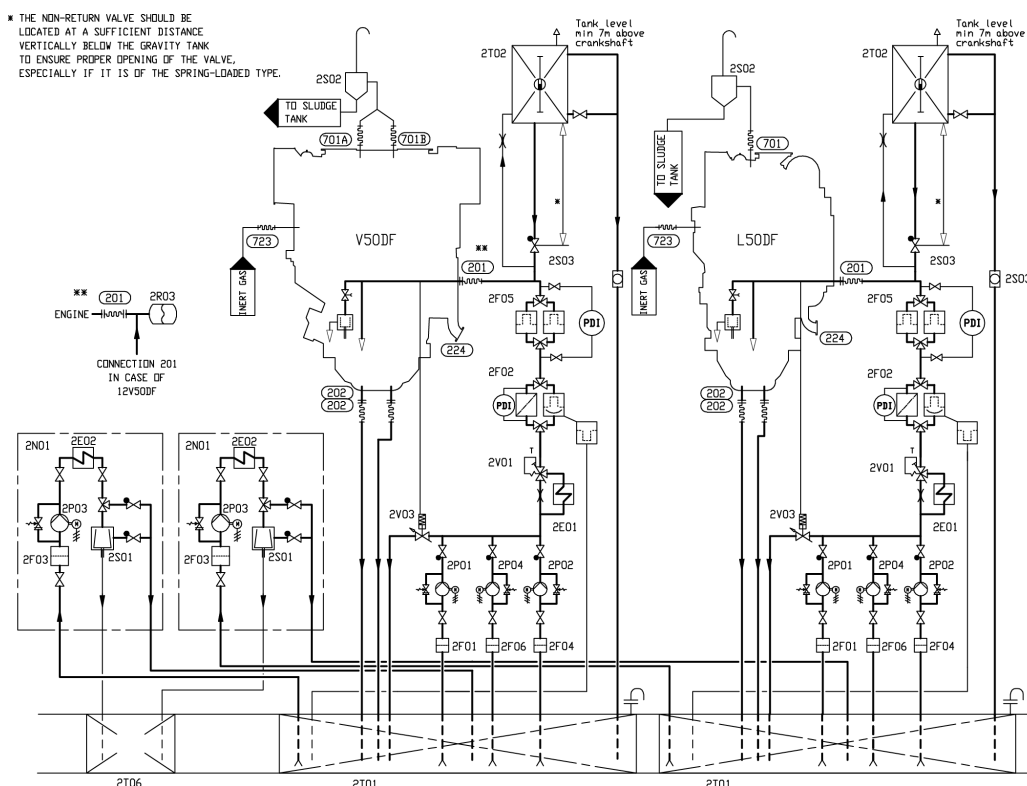 * THE NON-RETURN VALVE SHOULD BE
LOCATED AT A SUFFICIENT DISTANCE
VERTICALLY BELOW THE GRAVITY TANK
TO ENSURE PROPER OPENING OF THE VALVE,
ESPECIALLY IF IT IS OF THE SPRING-LOADED TYPE.
Tank level
min 7m above
crankshaft
2T02
2S02
TO SLUDGE
TANK
701A
701B
V50DF
723
INERT GAS
*
**
201
2S03
2F05
PDI
224
2F02
PDI
202
202
2V01
T
2E01
2V03
2P01
2P04
2P02
2F01
2F06
2F04
** 201
2R03
ENGINE
CONNECTION 201
IN CASE OF
12V50DF
2N01
2E02
2P03
2F03
2S01
2N01
2E02
2P03
2F03
2S01
Tank level
min 7m above
crankshaft
2T02
2S02
TO SLUDGE
TANK
701
L50DF
723
INERT GAS
*
201
2S03
2S03
2F05
PDI
224
2F02
PDI
202
202
2V01
T
2E01
2V03
2P01
2P04
2P02
2F01
2F06
2F04
2T06
2T01
2T01